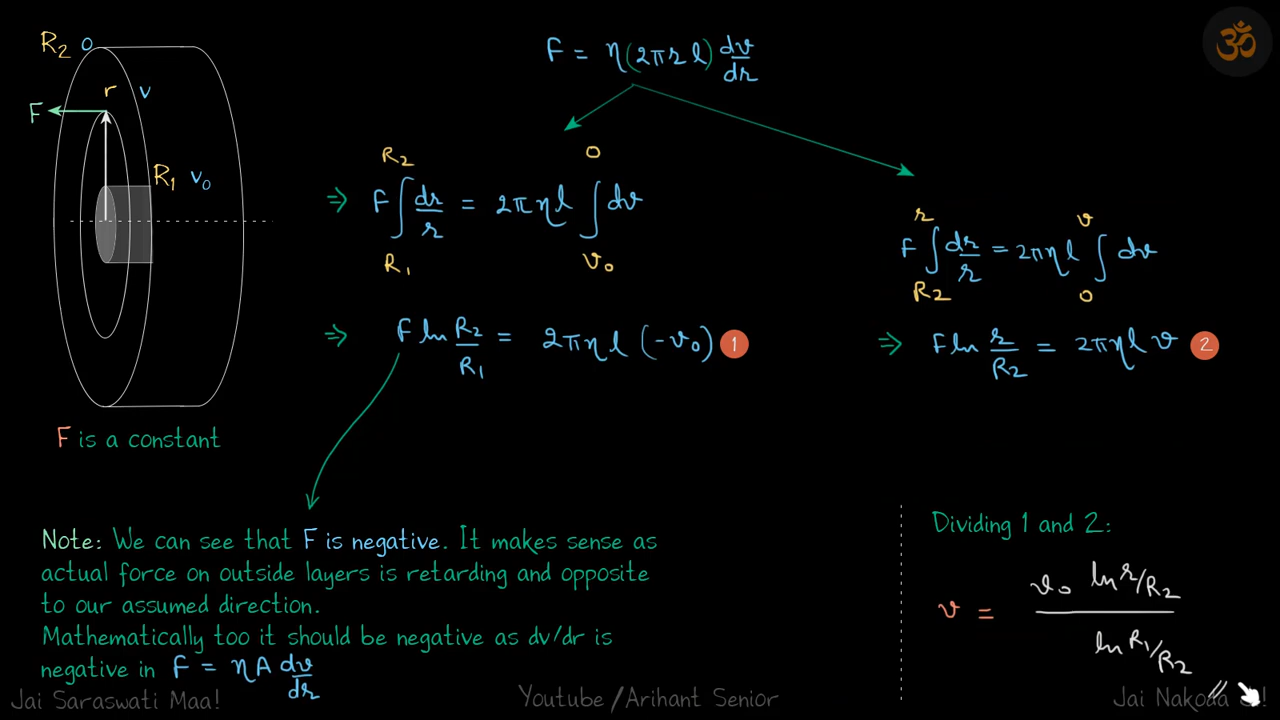 R₂ 0
r v
F
R₁ v₀
F is a constant
F = η(2πrl) dv/dr
⇒ F ∫_{R₁}^{R₂} dr/r = 2πηl ∫_{v₀}^{0} dv
⇒ F ln R₂/R₁ = 2πηl (-v₀) 1
F ∫_{R₂}^{r} dr/r = 2πηl ∫_{0}^{v} dv
⇒ F ln r/R₂ = 2πηl v 2
Note: We can see that F is negative. It makes sense as
actual force on outside layers is retarding and opposite
to our assumed direction.
Mathematically too it should be negative as dv/dr is
negative in F = ηA dv/dr
Dividing 1 and 2:
v = v₀ ln r/R₂ / ln R₁/R₂
Jai Saraswati Maa!
Youtube/Arihant Senior
Jai Nakoda
ॐ